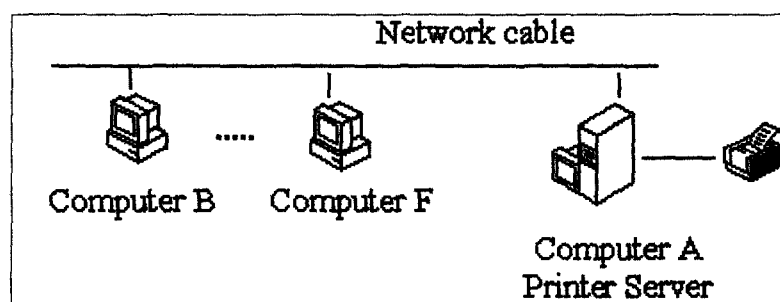 Network cable
.....
Computer B
Computer F
Computer A
Printer Server